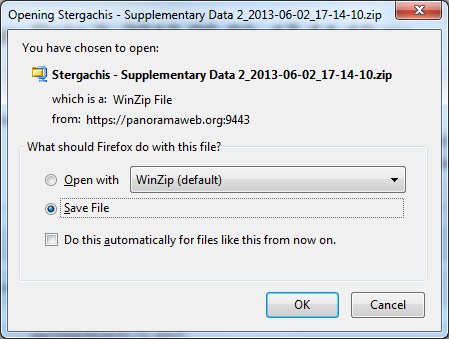 Opening Stergachis - Supplementary Data 2_2013-06-02_17-14-10.zip
You have chosen to open:
Stergachis - Supplementary Data 2_2013-06-02_17-14-10.zip
which is a: WinZip File
from: https://panoramaweb.org:9443
What should Firefox do with this file?
Open with WinZip (default)
Save File
Do this automatically for files like this from now on.
OK Cancel